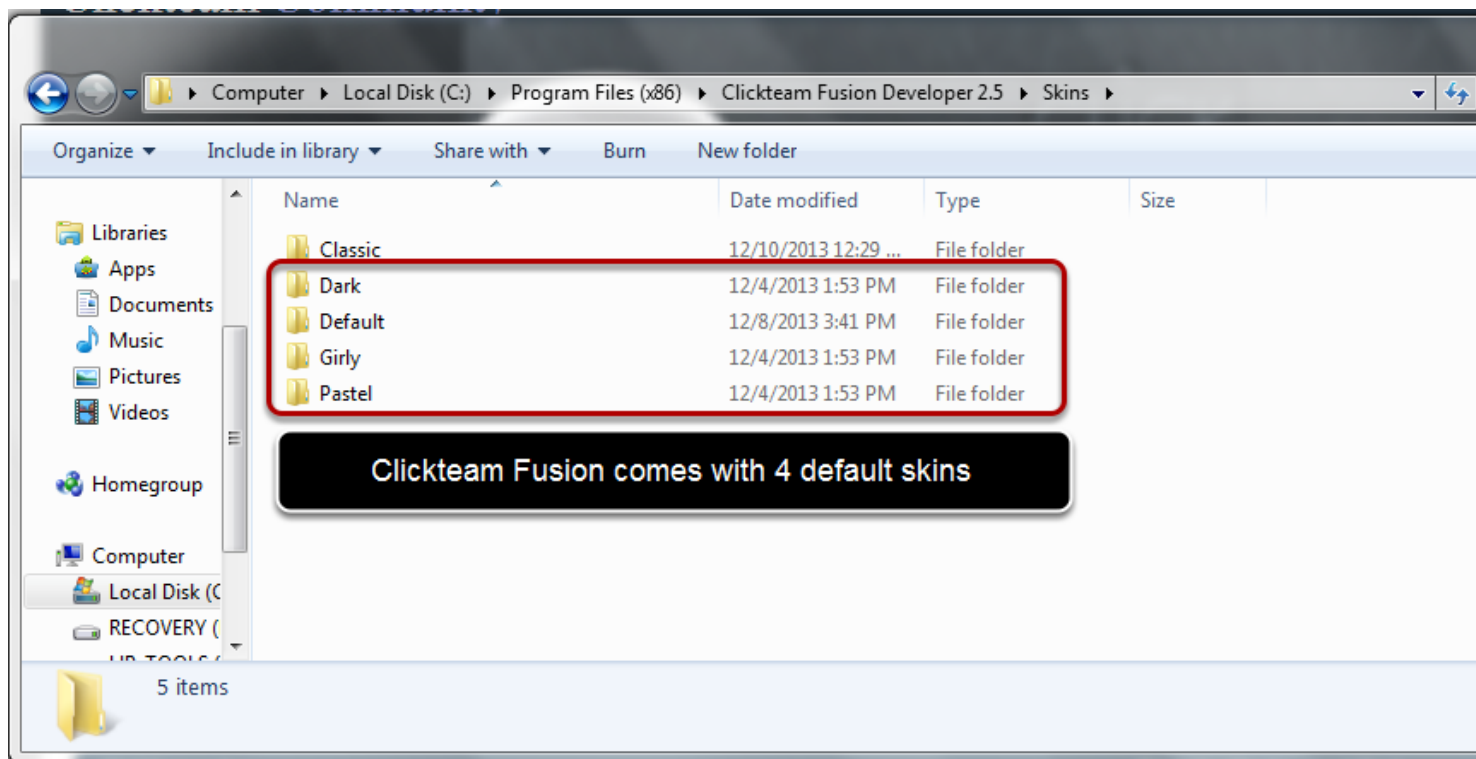 Computer ▸ Local Disk (C:) ▸ Program Files (x86) ▸ Clickteam Fusion Developer 2.5 ▸ Skins ▸
Organize Include in library Share with Burn New folder
Name Date modified Type Size
Libraries
Apps
Documents
Music
Pictures
Videos
Homegroup
Computer
Local Disk (C
RECOVERY (
Classic 12/10/2013 12:29 ... File folder
Dark 12/4/2013 1:53 PM File folder
Default 12/8/2013 3:41 PM File folder
Girly 12/4/2013 1:53 PM File folder
Pastel 12/4/2013 1:53 PM File folder
Clickteam Fusion comes with 4 default skins
5 items